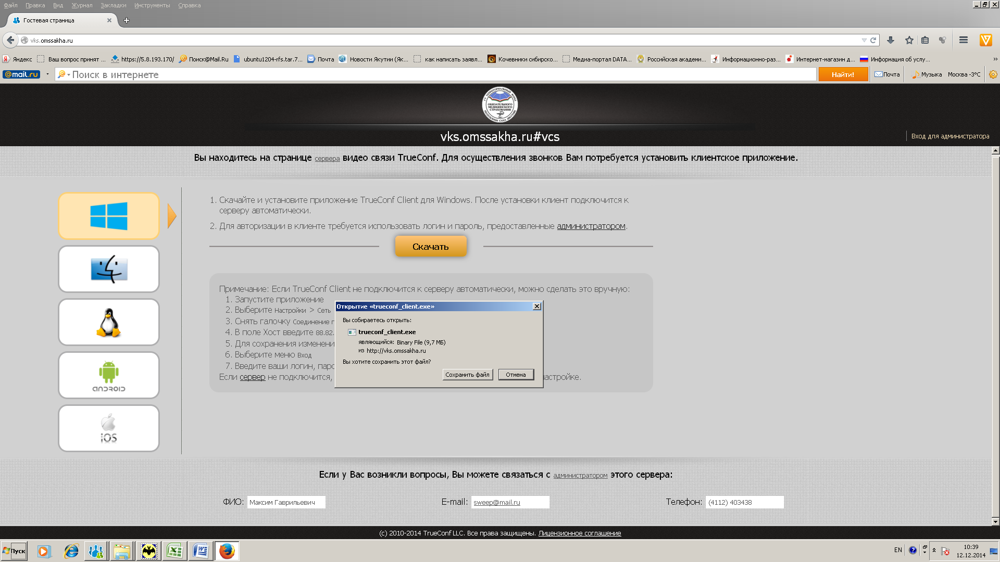 Файл Правка Вид Журнал Закладки Инструменты Справка
Гостевая страница
vks.omssakha.ru
Яндекс Ваш вопрос принят ... https://5.8.193.170/ Поиск@Mail.Ru ubuntu1204-rfs.tar.7... Почта Новости Якутии (Як... как написать заявл... Кочевники сибирско... Медиа-портал DATA... Российская академи... Информационно-раз... Интернет-магазин д... Информация об услу...
@mail.ru Поиск в интернете Найти! Почта Музыка Москва -3°C
ГУ ТЕРРИТОРИАЛЬНЫЙ ФОНД
ОБЯЗАТЕЛЬНОГО
МЕДИЦИНСКОГО
СТРАХОВАНИЯ
РЕСПУБЛИКИ САХА (ЯКУТИЯ)
vks.omssakha.ru#vcs
Вход для администратора
Вы находитесь на странице сервера видео связи TrueConf. Для осуществления звонков Вам потребуется установить клиентское приложение.
1. Скачайте и установите приложение TrueConf Client для Windows. После установки клиент подключится к
серверу автоматически.
2. Для авторизации в клиенте требуется использовать логин и пароль, предоставленные администратором.
Скачать
Примечание: Если TrueConf Client не подключится к серверу автоматически, можно сделать это вручную:
1. Запустите приложение
2. Выберите Настройки > Сеть
3. Снять галочку Соединение
4. В поле Хост введите 88.82.
5. Для сохранения изменени
6. Выберите меню Вход
7. Введите ваши логин, паро
Если сервер не подключится, астройке.
Открытие «trueconf_client.exe»
Вы собираетесь открыть:
trueconf_client.exe
являющийся: Binary File (9,7 МБ)
из http://vks.omssakha.ru
Вы хотите сохранить этот файл?
Сохранить файл Отмена
android
iOS
Если у Вас возникли вопросы, Вы можете связаться с администратором этого сервера:
ФИО: Максим Гаврильевич E-mail: sweep@mail.ru Телефон: (4112) 403438
(c) 2010-2014 TrueConf LLC. Все права защищены. Лицензионное соглашение
Пуск EN 10:39
12.12.2014